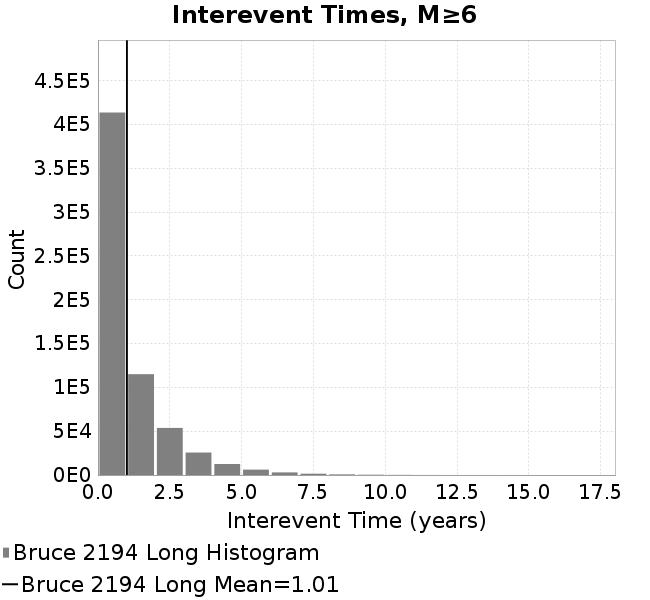 Interevent Times, M≥6
4.5E5
4E5
3.5E5
3E5
2.5E5
2E5
1.5E5
1E5
5E4
0E0
Count
0.0 2.5 5.0 7.5 10.0 12.5 15.0 17.5
Interevent Time (years)
Bruce 2194 Long Histogram
Bruce 2194 Long Mean=1.01